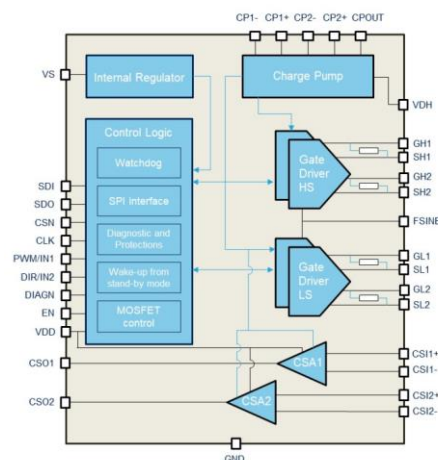 CP1- CP1+ CP2- CP2+ CPOUT
VS
Internal Regulator
Charge Pump
VDH
Control Logic
Watchdog
SPI interface
Diagnostic and
Protections
Wake-up from
stand-by mode
MOSFET
control
SDI
SDO
CSN
CLK
PWM/IN1
DIR/IN2
DIAGN
EN
VDD
CSO1
CSO2
Gate
Driver
HS
GH1
SH1
GH2
SH2
Gate
Driver
LS
GL1
SL1
GL2
SL2
CSA1
CSI1+
CSI1-
CSA2
CSI2+
CSI2-
GND